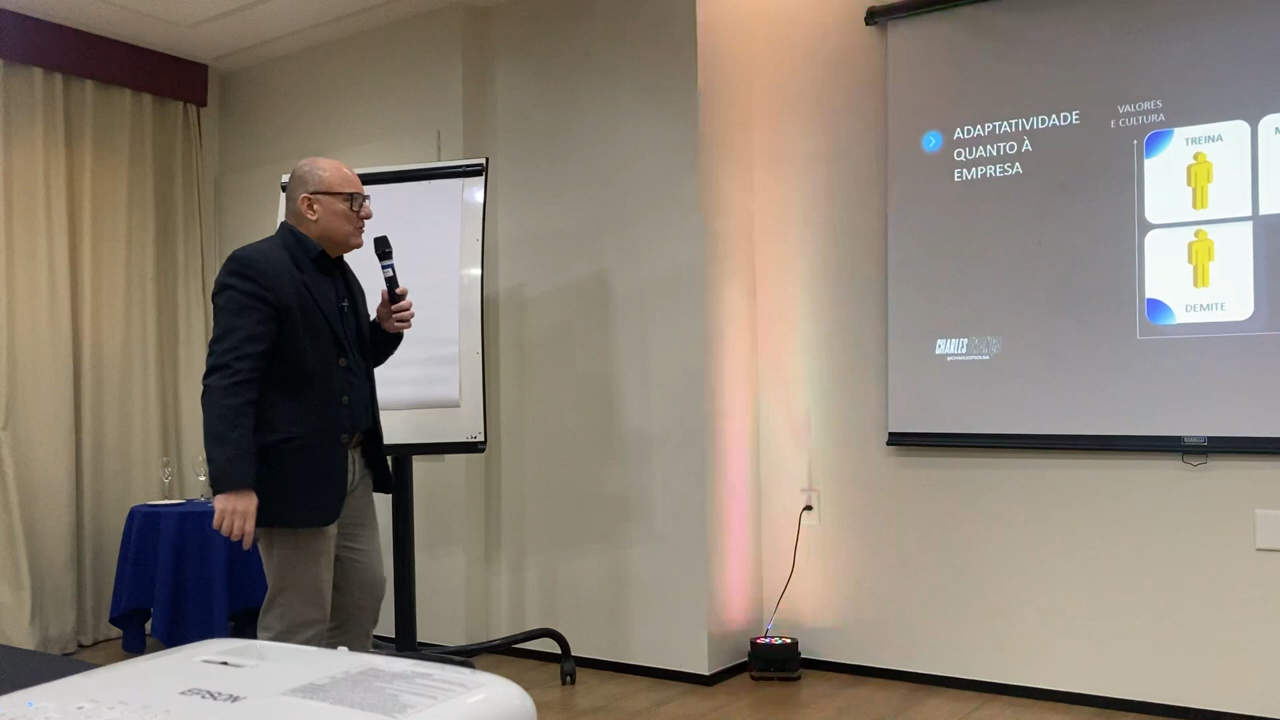 ADAPTATIVIDADE
QUANTO À
EMPRESA
VALORES
E CULTURA
TREINA
DEMITE
CHARLES
EPSON